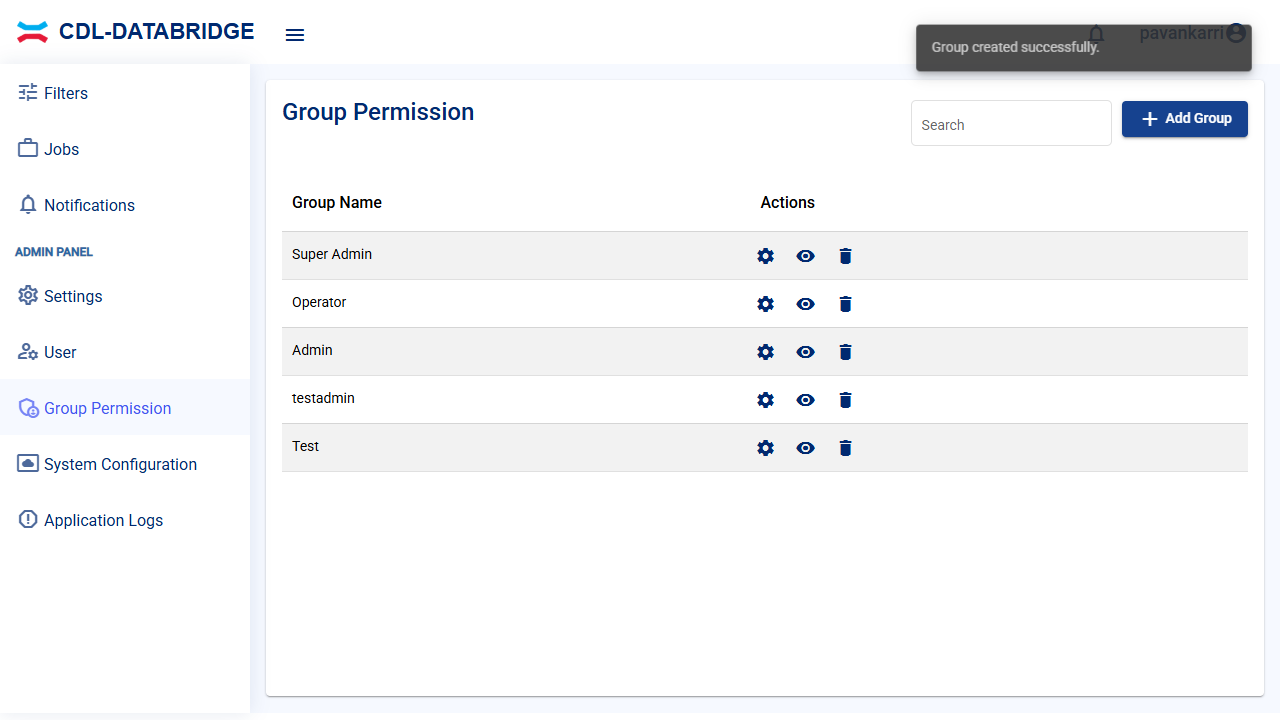 CDL-DATABRIDGE
pavankarri
Group created successfully.
Filters
Jobs
Notifications
ADMIN PANEL
Settings
User
Group Permission
System Configuration
Application Logs
Group Permission
Search
Add Group
Group Name Actions
Super Admin
Operator
Admin
testadmin
Test